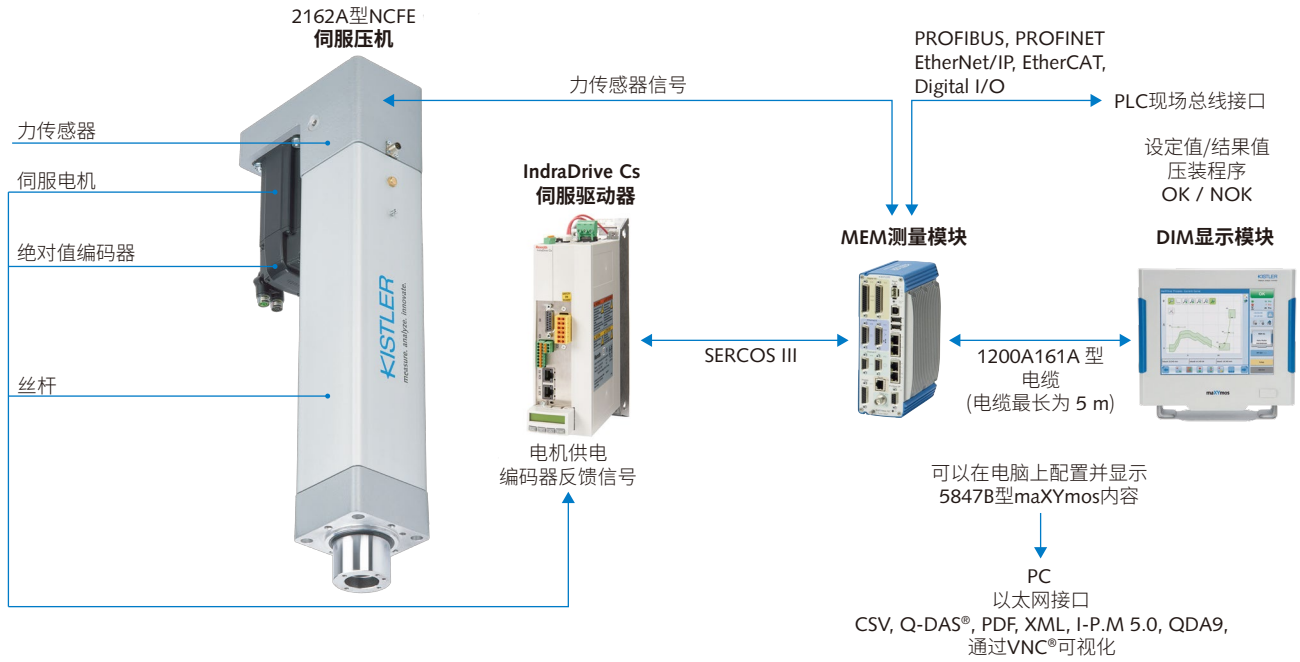 2162A型NCFE
伺服压机
力传感器
伺服电机
绝对值编码器
丝杆
KISTLER
measure. analyze. innovate.
力传感器信号
IndraDrive Cs
伺服驱动器
电机供电
编码器反馈信号
SERCOS III
PROFIBUS, PROFINET
EtherNet/IP, EtherCAT,
Digital I/O
PLC现场总线接口
设定值/结果值
压装程序
OK / NOK
MEM测量模块
DIM显示模块
KISTLER
maXYmos
1200A161A 型
电缆
(电缆最长为 5 m)
可以在电脑上配置并显示
5847B型maXYmos内容
PC
以太网接口
CSV, Q-DAS®, PDF, XML, I-P.M 5.0, QDA9,
通过VNC®可视化